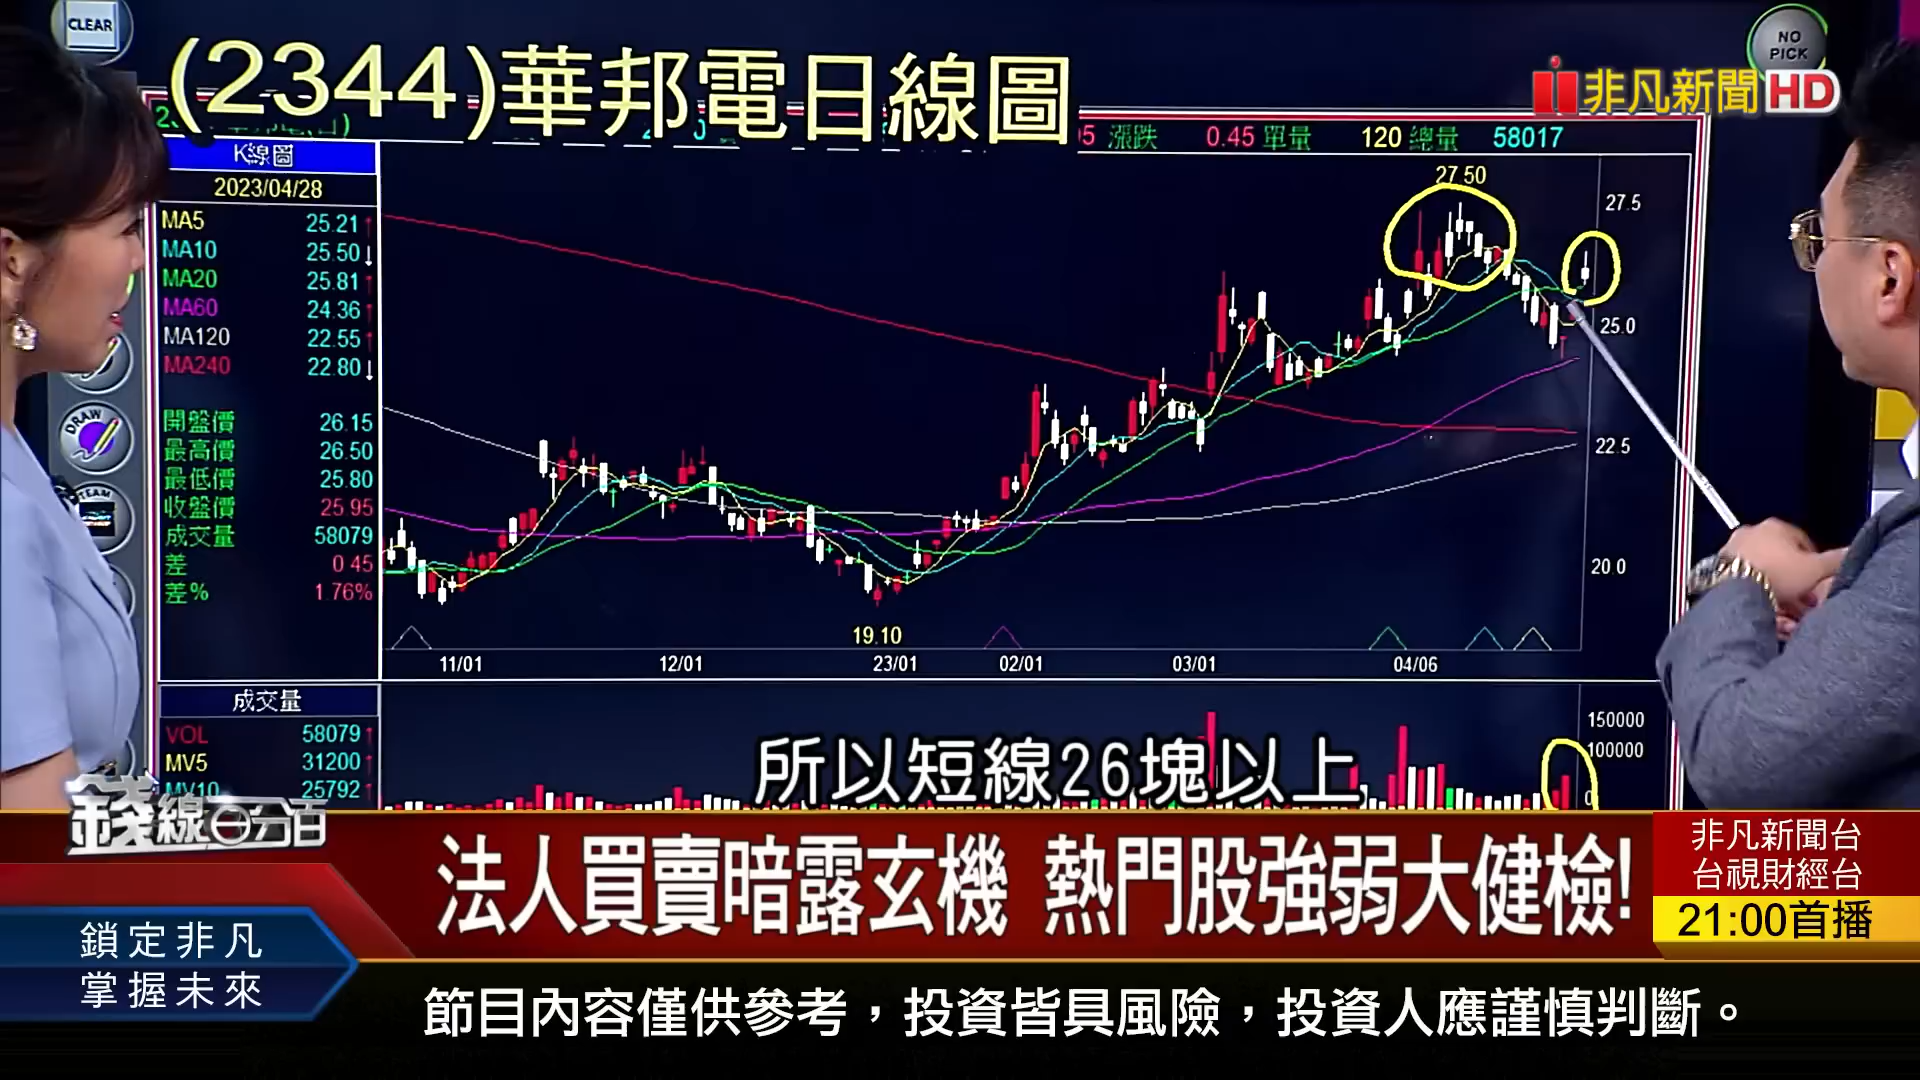 CLEAR
NO
PICK
(2344)華邦電日線圖
非凡新聞HD
漲跌 0.45 單量 120 總量 58017
K線圖
2023/04/28
MA5 25.21↑
MA10 25.50↓
MA20 25.81↑
MA60 24.36↑
MA120 22.55↑
MA240 22.80↓
開盤價 26.15
最高價 26.50
最低價 25.80
收盤價 25.95
成交量 58079
差 0.45
差% 1.76%
27.50
27.5
25.0
22.5
20.0
19.10
11/01 12/01 23/01 02/01 03/01 04/06
DRAW
TEAM
成交量
VOL 58079↑
MV5 31200↑
MV10 25792↑
150000
100000
0
所以短線26塊以上
錢線百分百
法人買賣暗露玄機 熱門股強弱大健檢!
非凡新聞台
台視財經台
21:00首播
鎖定非凡
掌握未來
節目內容僅供參考，投資皆具風險，投資人應謹慎判斷。